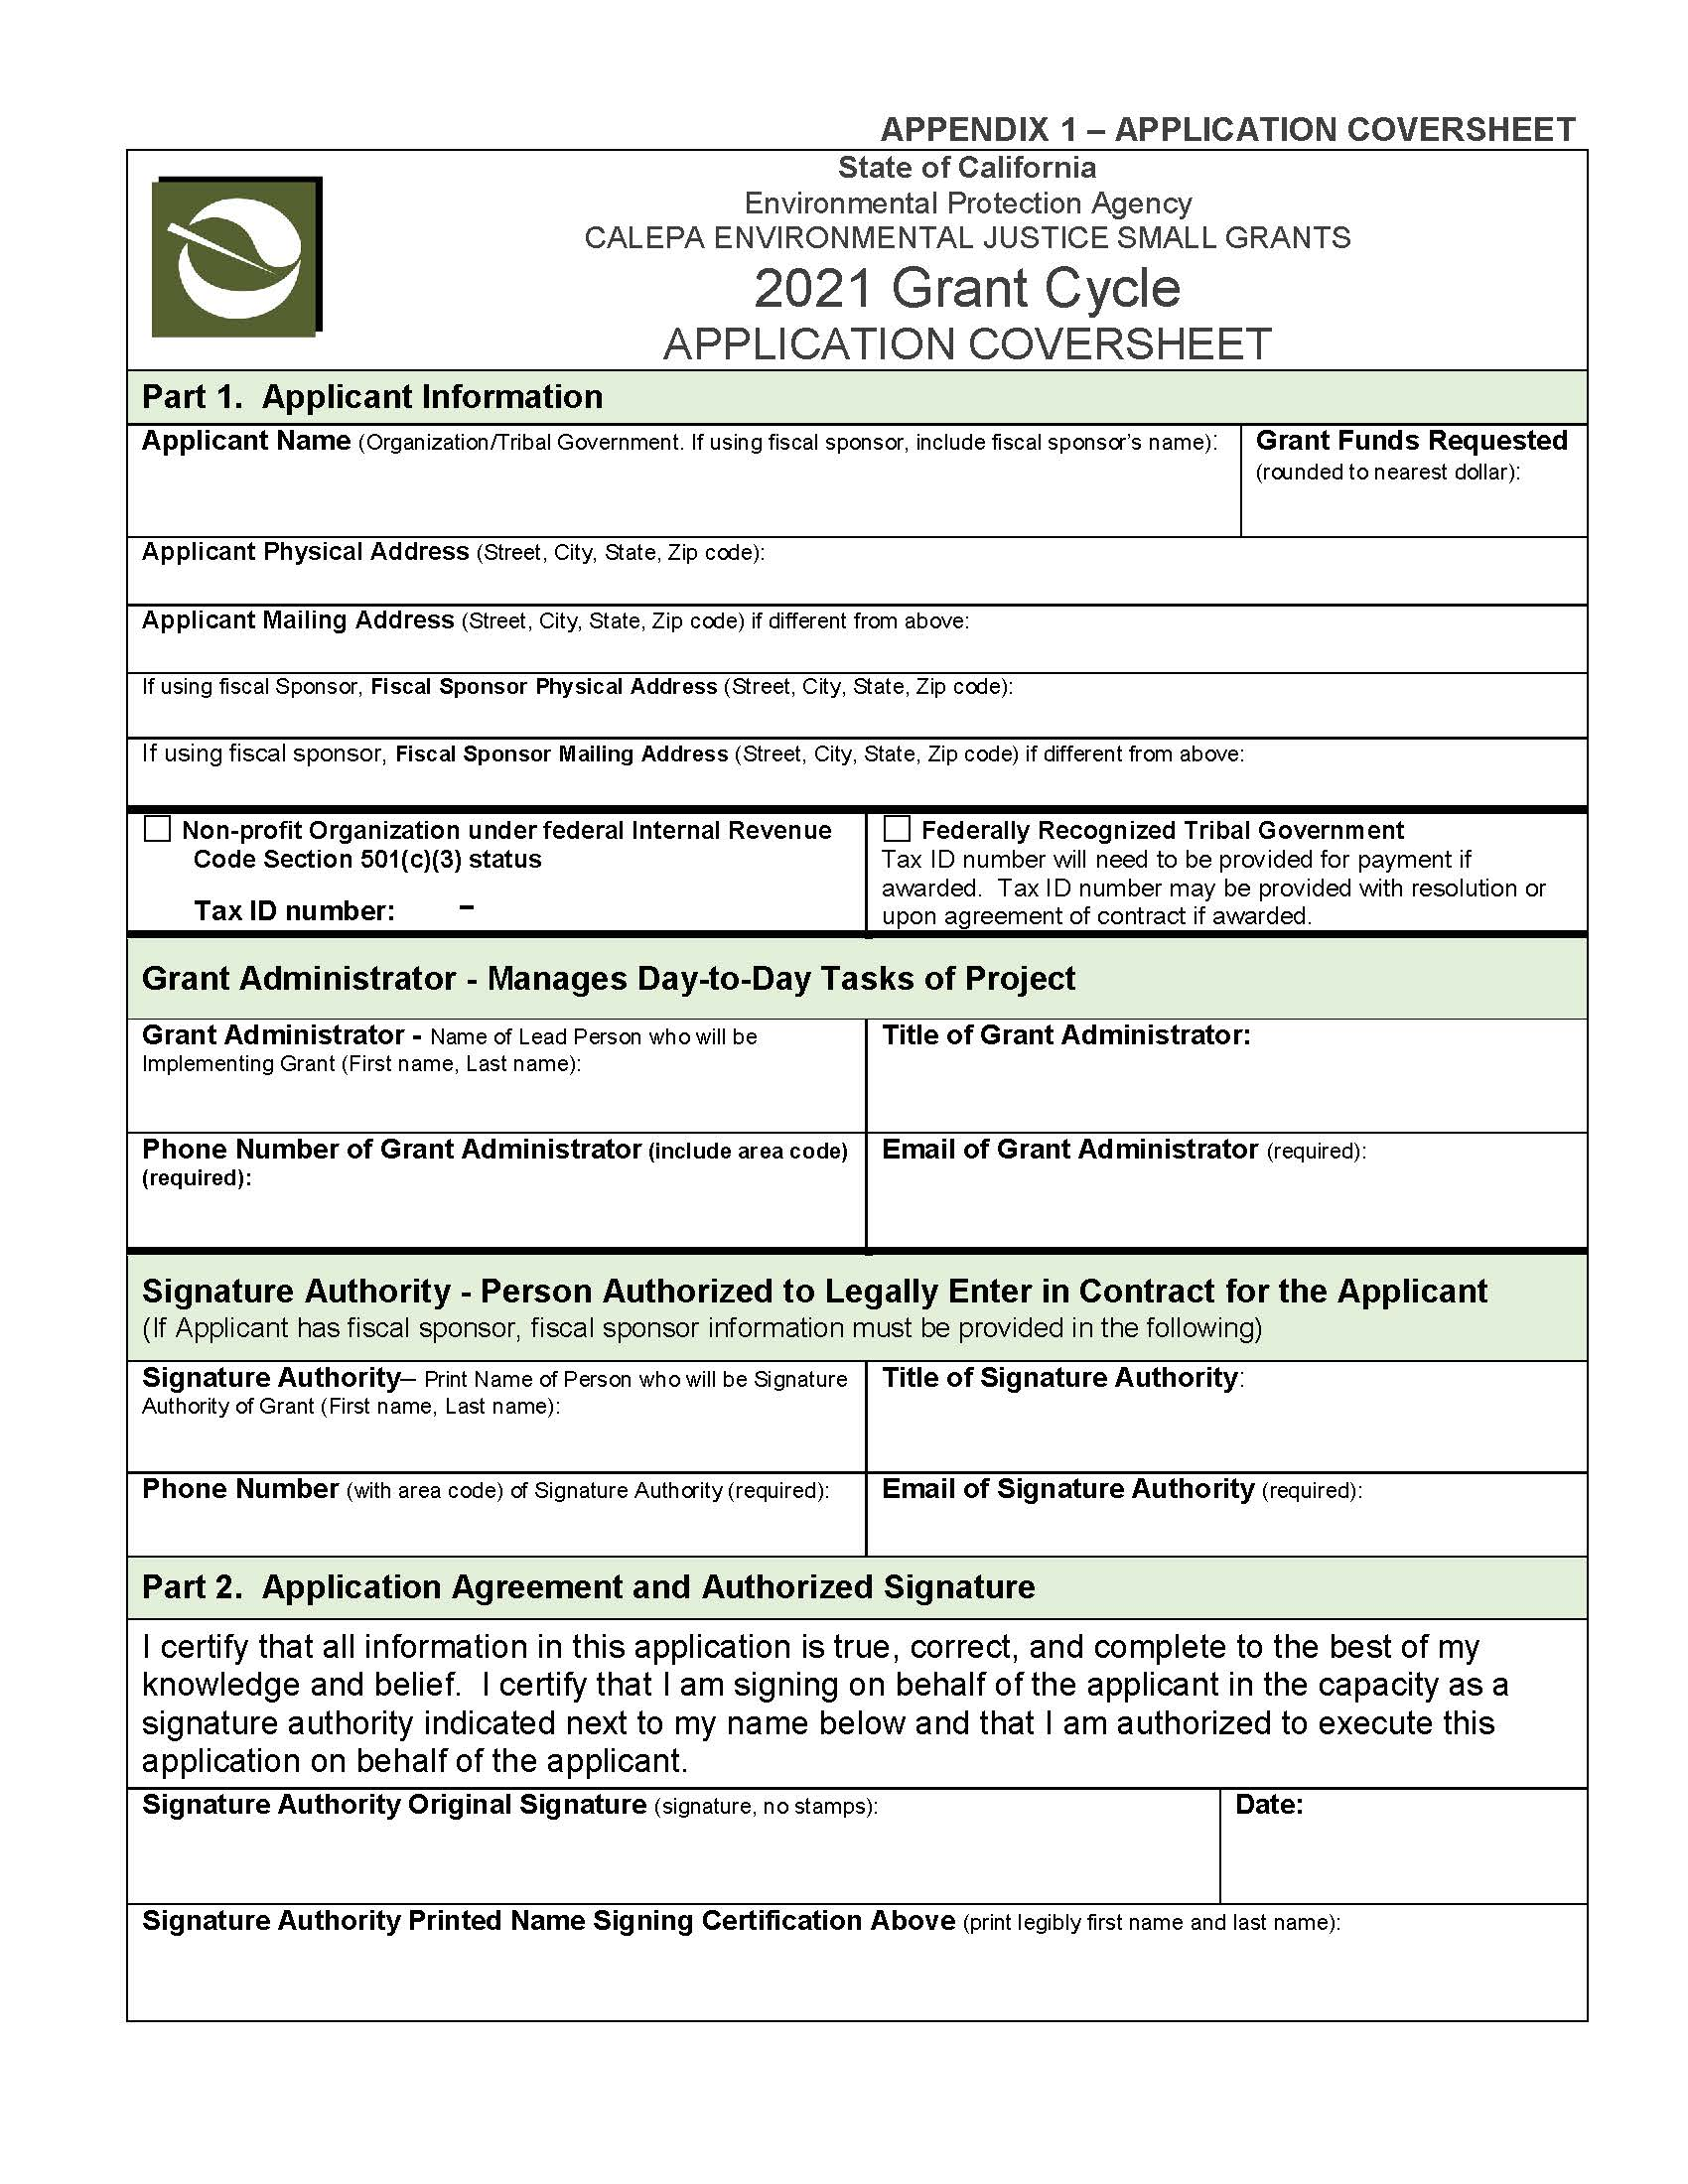 APPENDIX 1 – APPLICATION COVERSHEET
State of California
Environmental Protection Agency
CALEPA ENVIRONMENTAL JUSTICE SMALL GRANTS
2021 Grant Cycle
APPLICATION COVERSHEET
Part 1. Applicant Information
Applicant Name (Organization/Tribal Government. If using fiscal sponsor, include fiscal sponsor's name):
Grant Funds Requested
(rounded to nearest dollar):
Applicant Physical Address (Street, City, State, Zip code):
Applicant Mailing Address (Street, City, State, Zip code) if different from above:
If using fiscal Sponsor, Fiscal Sponsor Physical Address (Street, City, State, Zip code):
If using fiscal sponsor, Fiscal Sponsor Mailing Address (Street, City, State, Zip code) if different from above:
☐ Non-profit Organization under federal Internal Revenue
Code Section 501(c)(3) status
Tax ID number: –
☐ Federally Recognized Tribal Government
Tax ID number will need to be provided for payment if
awarded. Tax ID number may be provided with resolution or
upon agreement of contract if awarded.
Grant Administrator - Manages Day-to-Day Tasks of Project
Grant Administrator - Name of Lead Person who will be
Implementing Grant (First name, Last name):
Title of Grant Administrator:
Phone Number of Grant Administrator (include area code)
(required):
Email of Grant Administrator (required):
Signature Authority - Person Authorized to Legally Enter in Contract for the Applicant
(If Applicant has fiscal sponsor, fiscal sponsor information must be provided in the following)
Signature Authority– Print Name of Person who will be Signature
Authority of Grant (First name, Last name):
Title of Signature Authority:
Phone Number (with area code) of Signature Authority (required):
Email of Signature Authority (required):
Part 2. Application Agreement and Authorized Signature
I certify that all information in this application is true, correct, and complete to the best of my
knowledge and belief. I certify that I am signing on behalf of the applicant in the capacity as a
signature authority indicated next to my name below and that I am authorized to execute this
application on behalf of the applicant.
Signature Authority Original Signature (signature, no stamps):
Date:
Signature Authority Printed Name Signing Certification Above (print legibly first name and last name):